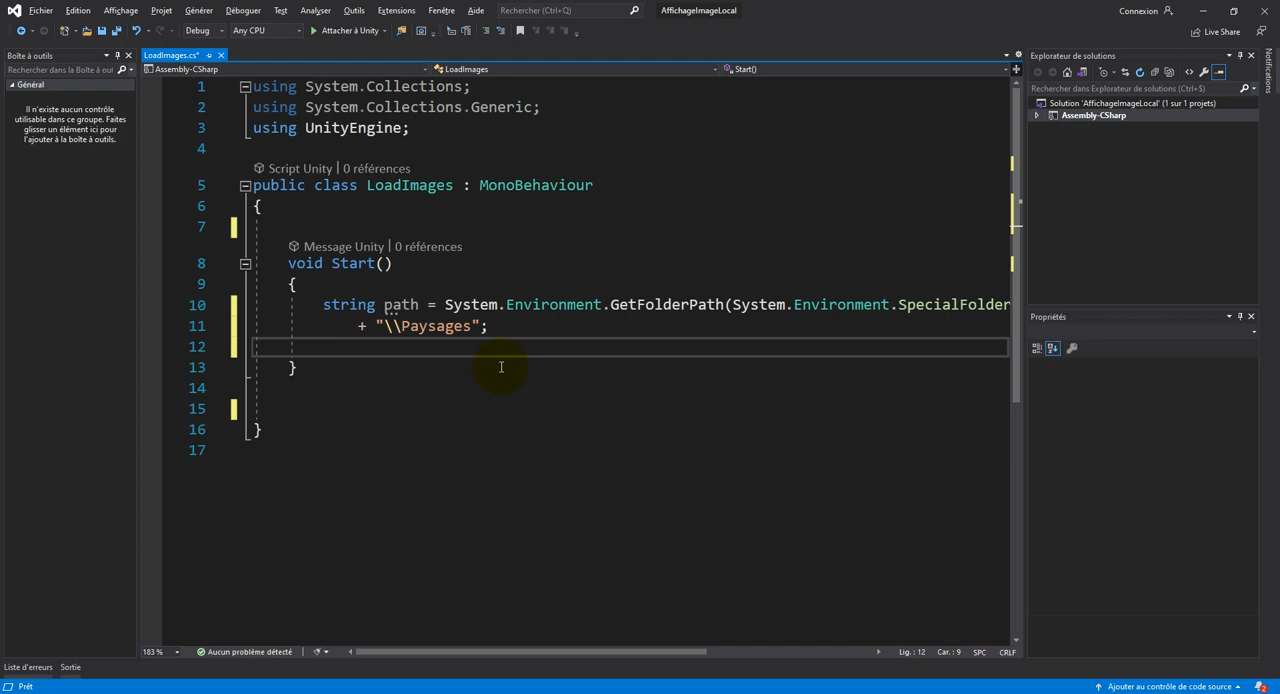 Fichier Edition Affichage Projet Générer Déboguer Test Analyser Outils Extensions Fenêtre Aide Rechercher (Ctrl+Q) AffichageImageLocal Connexion
Debug Any CPU Attacher à Unity Live Share
Boîte à outils
Rechercher dans la Boîte à out
Général
Il n'existe aucun contrôle
utilisable dans ce groupe. Faites
glisser un élément ici pour
l'ajouter à la boîte à outils.
LoadImages.cs*
Assembly-CSharp LoadImages Start()
1 using System.Collections;
2 using System.Collections.Generic;
3 using UnityEngine;
4
Script Unity | 0 références
5 public class LoadImages : MonoBehaviour
6 {
7
Message Unity | 0 références
8 void Start()
9 {
10 string path = System.Environment.GetFolderPath(System.Environment.SpecialFolder
11 + "\\Paysages";
12
13 }
14
15
16 }
17
183 % Aucun problème détecté Lig. : 12 Car. : 9 SPC CRLF
Explorateur de solutions
Rechercher dans Explorateur de solutions (Ctrl+$)
Solution 'AffichageImageLocal' (1 sur 1 projets)
Assembly-CSharp
Propriétés
Notifications
Liste d'erreurs Sortie
Prêt Ajouter au contrôle de code source 2